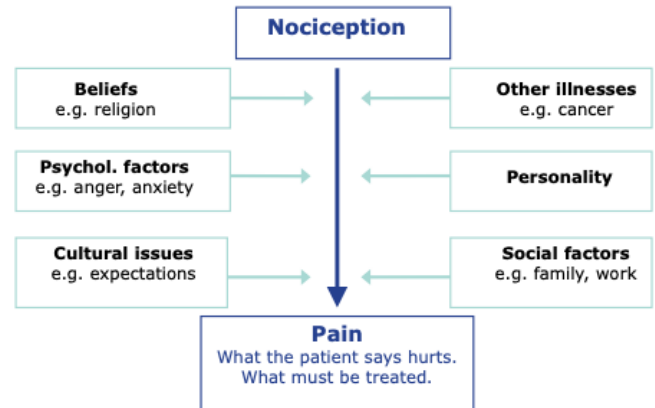 Nociception
Beliefs
e.g. religion
Other illnesses
e.g. cancer
Psychol. factors
e.g. anger, anxiety
Personality
Cultural issues
e.g. expectations
Social factors
e.g. family, work
Pain
What the patient says hurts.
What must be treated.